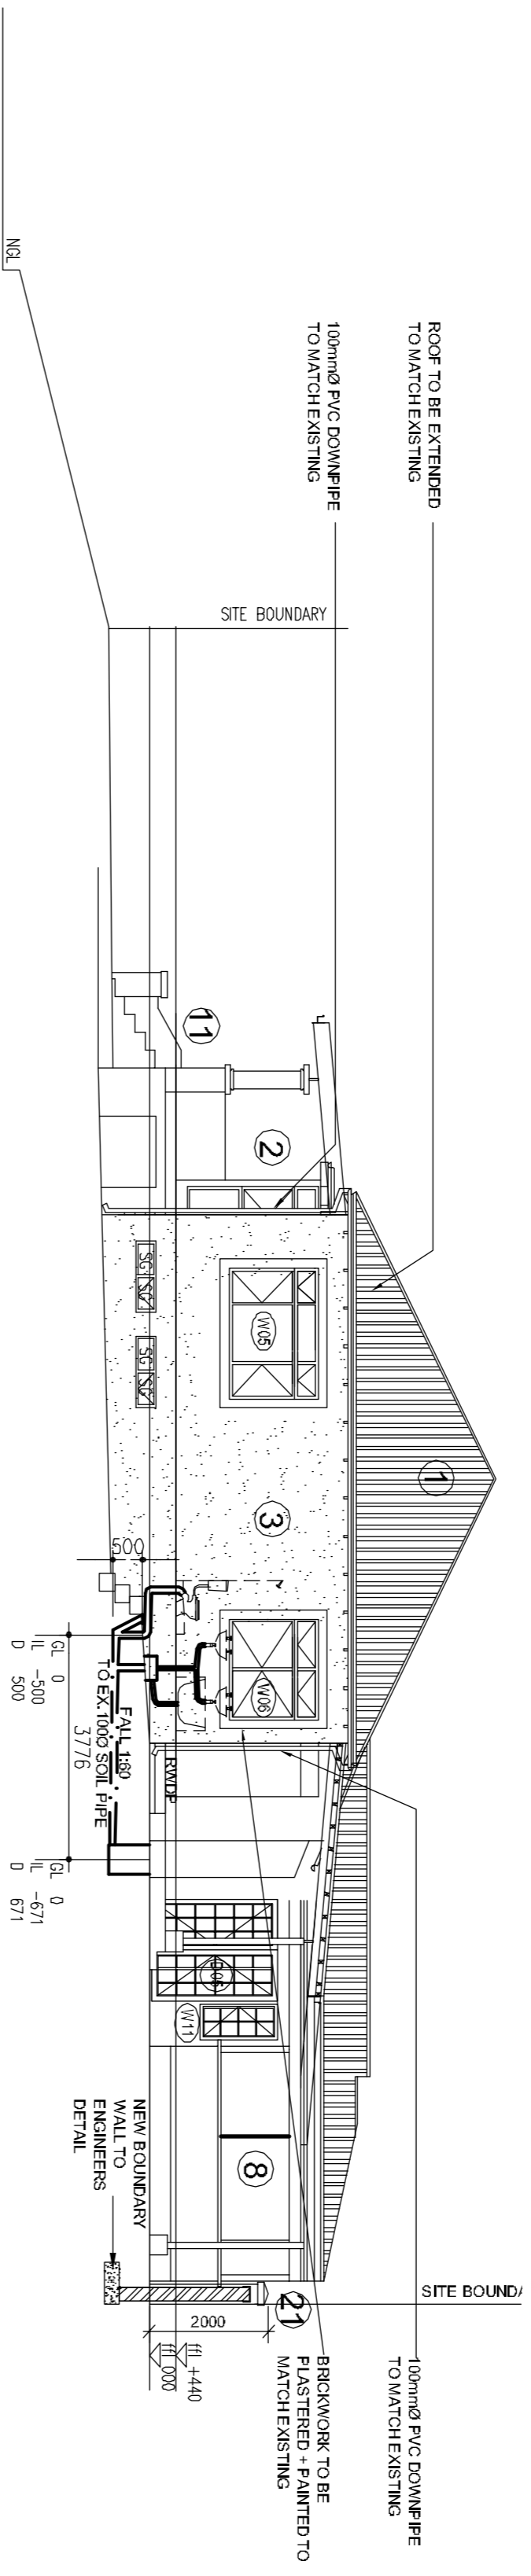 NGL
ROOF TO BE EXTENDED
TO MATCH EXISTING
100mmØ PVC DOWNPIPE
TO MATCH EXISTING
SITE BOUNDARY
11
2
1
3
W05
SG SG
SG SG
W06
500
GL 0
IL -500
D 500
FALL 1:60
TO EX.100Ø SOIL PIPE
3776
RWDP
GL 0
IL -671
D 671
D05
W11
8
NEW BOUNDARY
WALL TO
ENGINEERS
DETAIL
21
2000
SITE BOUNDA
ffl +440
ffl 000
100mmØ PVC DOWNPIPE
TO MATCH EXISTING
BRICKWORK TO BE
PLASTERED + PAINTED TO
MATCH EXISTING